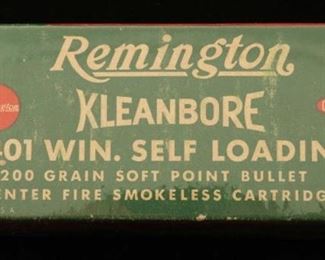 Remington
KLEANBORE
.401 WIN. SELF LOADIN
200 GRAIN SOFT POINT BULLET
ENTER FIRE SMOKELESS CARTRIDG
S.A.